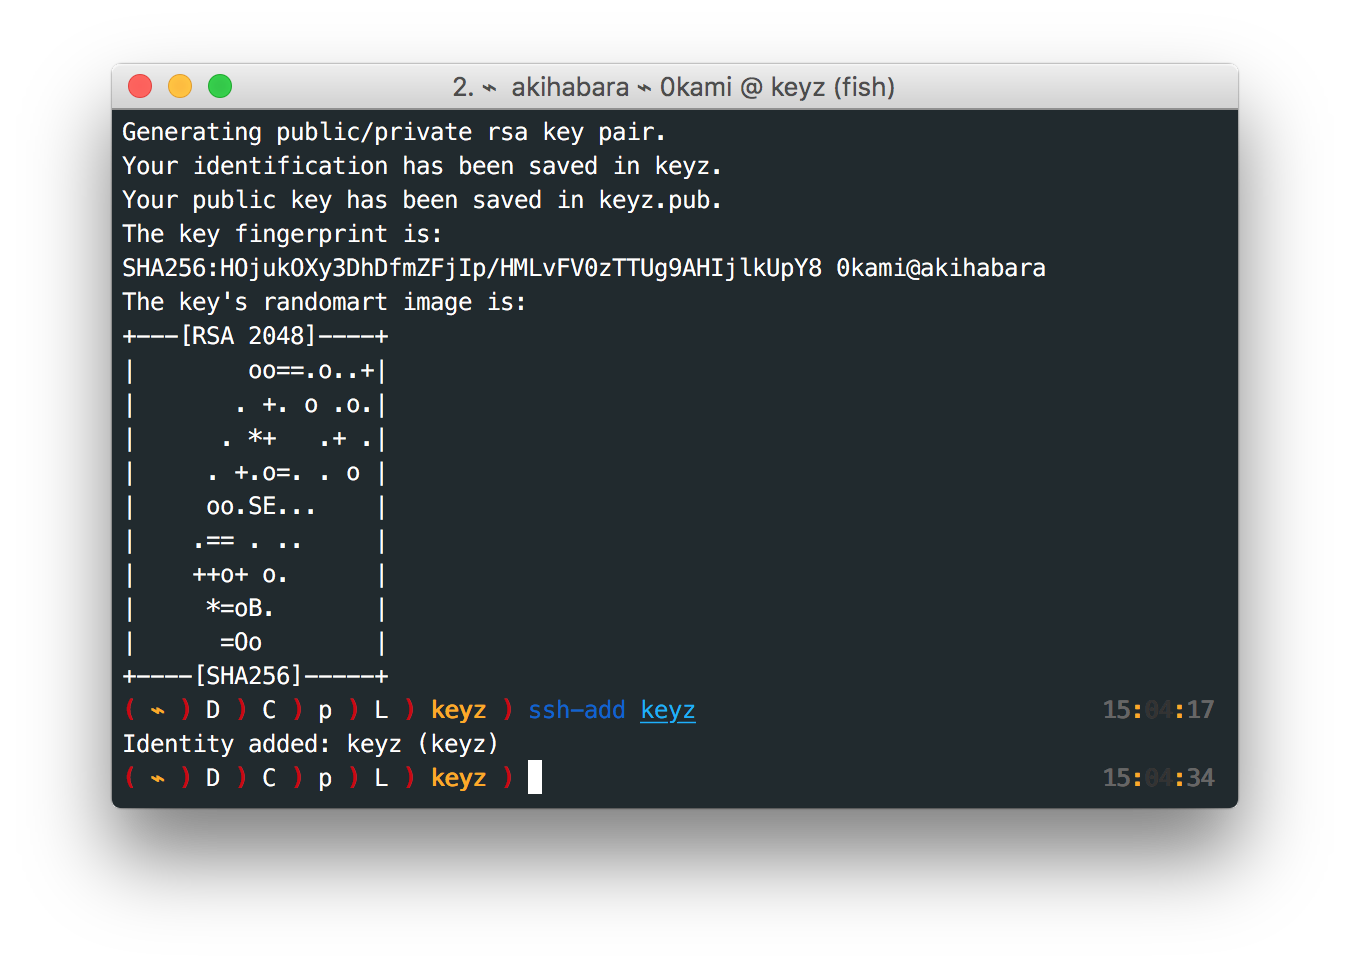 2. ⌁ akihabara ⌁ 0kami @ keyz (fish)
Generating public/private rsa key pair.
Your identification has been saved in keyz.
Your public key has been saved in keyz.pub.
The key fingerprint is:
SHA256:HOjukOXy3DhDfmZFjIp/HMLvFV0zTTUg9AHIjlkUpY8 0kami@akihabara
The key's randomart image is:
+---[RSA 2048]----+
|        oo==.o..+|
|       . +. o .o.|
|      . *+   .+ .|
|     . +.o=. . o |
|     oo.SE...    |
|    .== . ..     |
|    ++o+ o.      |
|     *=oB.       |
|      =Oo        |
+----[SHA256]-----+
( ⌁ ) D ) C ) p ) L ) keyz ) ssh-add keyz 15:04:17
Identity added: keyz (keyz)
( ⌁ ) D ) C ) p ) L ) keyz ) 15:04:34